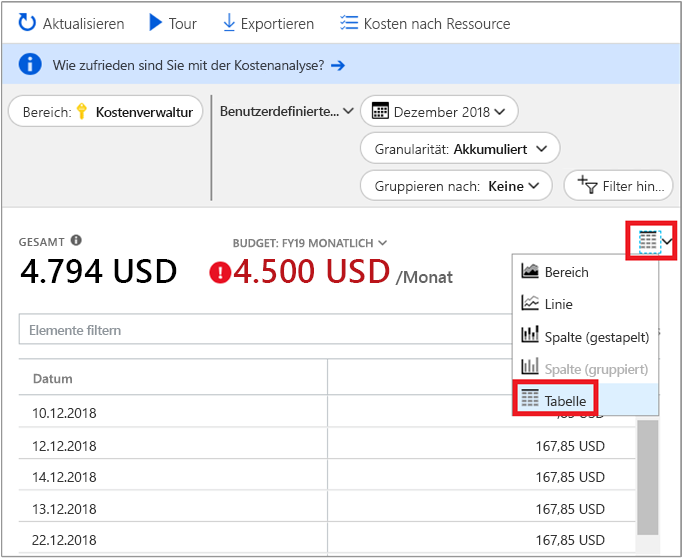 Aktualisieren Tour Exportieren Kosten nach Ressource
Wie zufrieden sind Sie mit der Kostenanalyse? →
Bereich: Kostenverwaltur Benutzerdefinierte... Dezember 2018
Granularität: Akkumuliert
Gruppieren nach: Keine Filter hin...
GESAMT BUDGET: FY19 MONATLICH
4.794 USD 4.500 USD /Monat
Bereich
Linie
Spalte (gestapelt)
Spalte (gruppiert)
Tabelle
Elemente filtern
Datum
10.12.2018
12.12.2018 167,85 USD
14.12.2018 167,85 USD
13.12.2018 167,85 USD
22.12.2018 167,85 USD